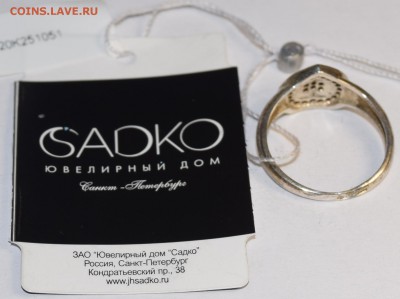 COINS.LAVE.RU
20K251051
SADKO
ЮВЕЛИРНЫЙ ДОМ
Санкт-Петербург
ЗАО "Ювелирный дом "Садко"
Россия, Санкт-Петербург
Кондратьевский пр., 38
www.jhsadko.ru